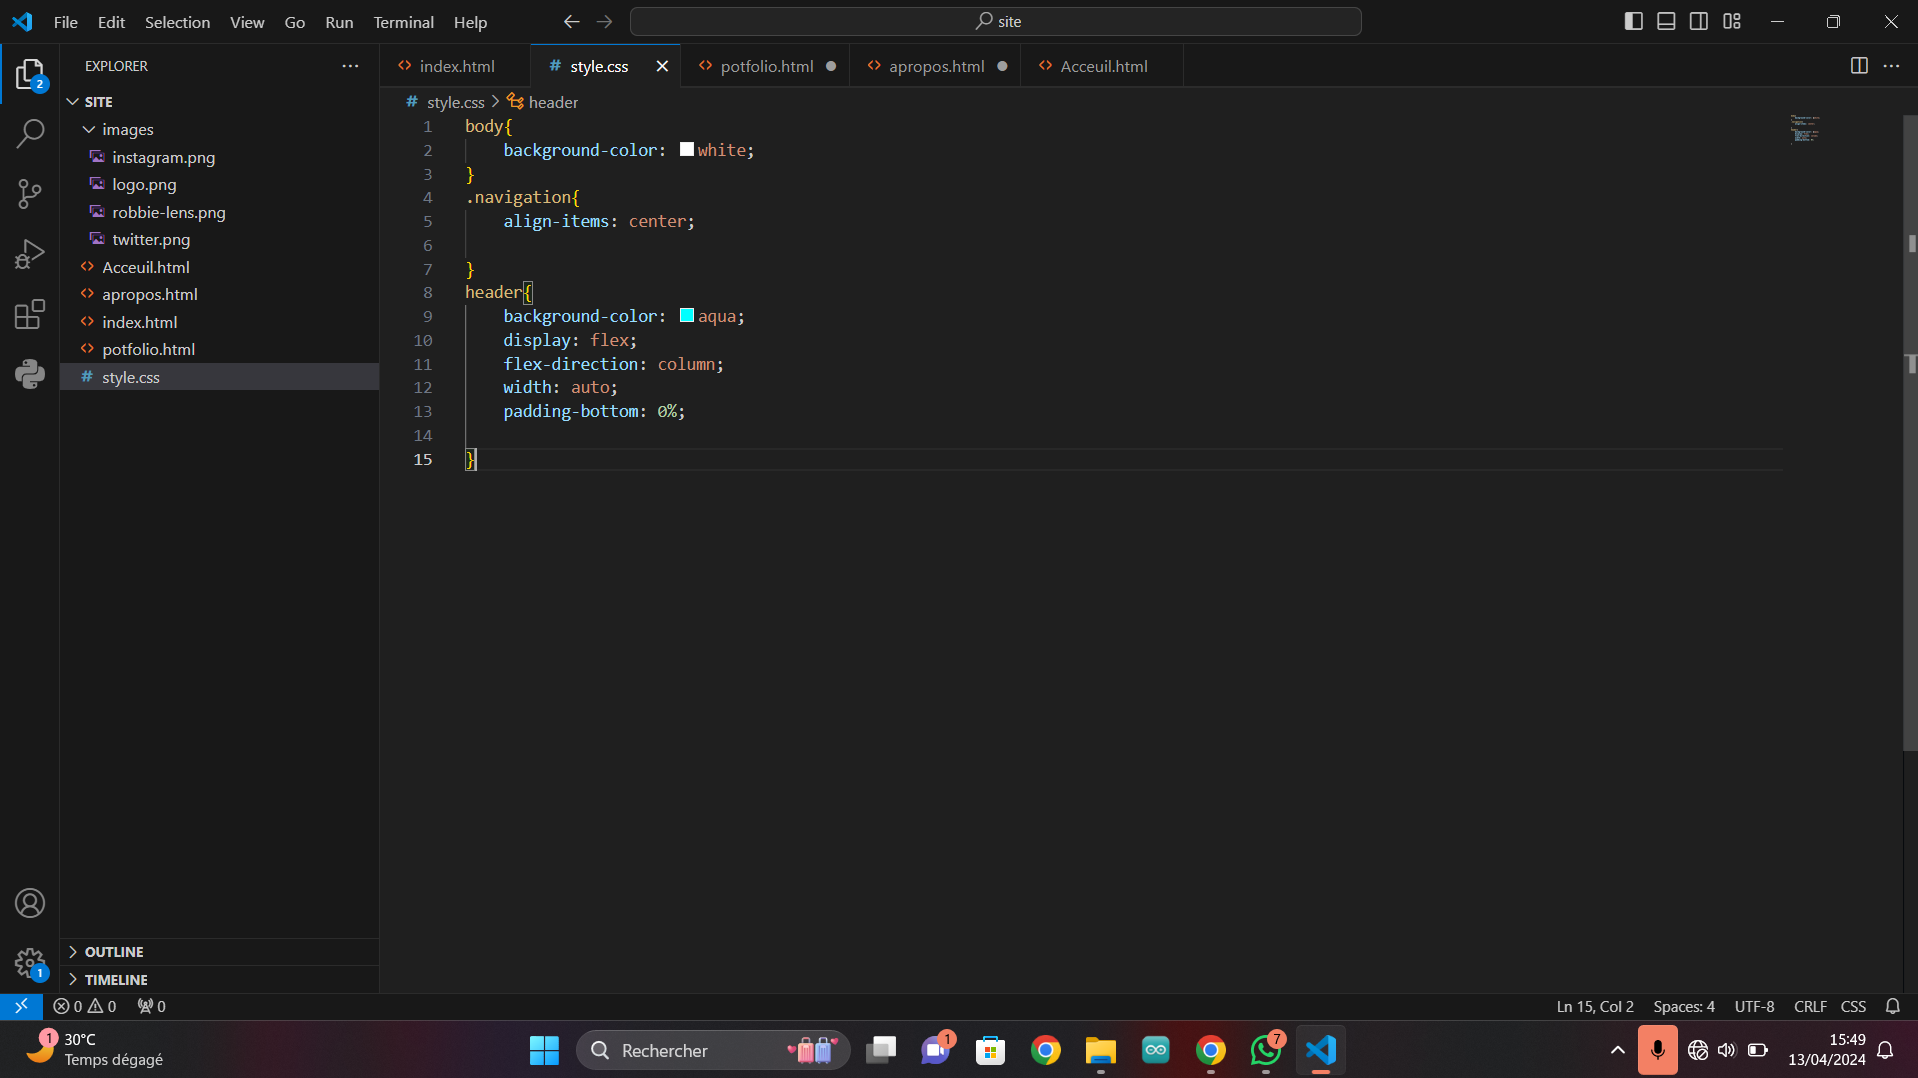 File Edit Selection View Go Run Terminal Help
site
EXPLORER
SITE
images
instagram.png
logo.png
robbie-lens.png
twitter.png
Acceuil.html
apropos.html
index.html
potfolio.html
style.css
OUTLINE
TIMELINE
2
1
index.html style.css potfolio.html apropos.html Acceuil.html
style.css > header
1 body{
2 background-color: white;
3 }
4 .navigation{
5 align-items: center;
6
7 }
8 header{
9 background-color: aqua;
10 display: flex;
11 flex-direction: column;
12 width: auto;
13 padding-bottom: 0%;
14
15 }
0 0 0
Ln 15, Col 2 Spaces: 4 UTF-8 CRLF CSS
1
30°C
Temps dégagé
Rechercher
1
7
15:49
13/04/2024